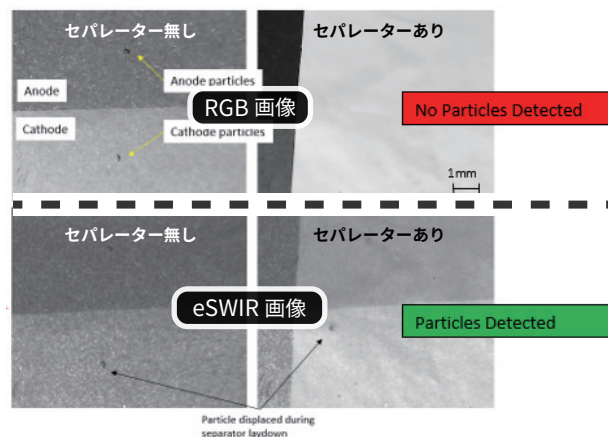 セパレーター無し
セパレーターあり
Anode particles
Anode
RGB 画像
No Particles Detected
Cathode
Cathode particles
1mm
セパレーター無し
セパレーターあり
eSWIR 画像
Particles Detected
Particle displaced during
separator laydown